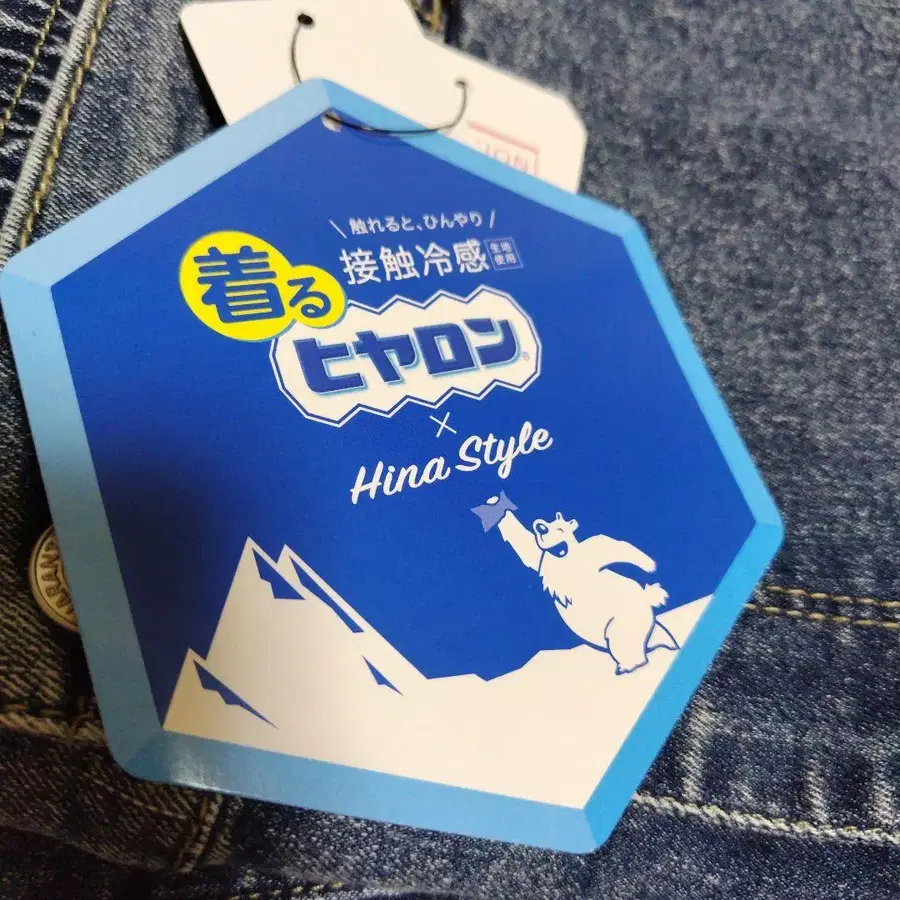 \ 触れると、ひんやり /
接触冷感 生地使用
着る
ヒヤロン®
×
Hina Style